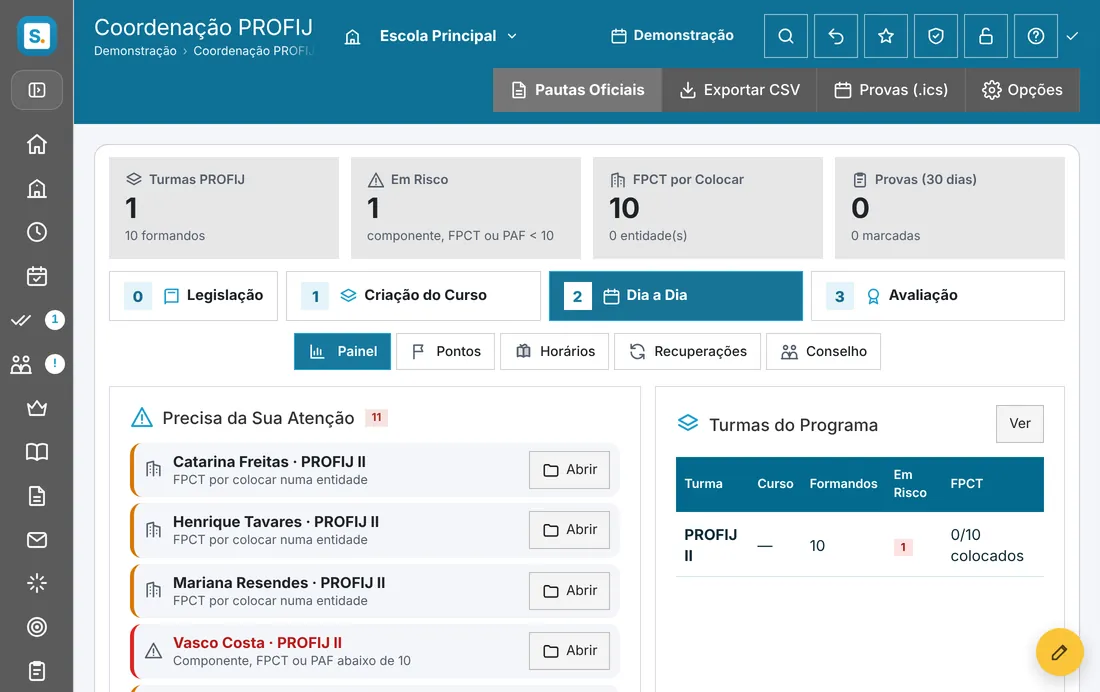 S.
Coordenação PROFIJ
Demonstração › Coordenação PROFIJ
Escola Principal
Demonstração
Pautas Oficiais
Exportar CSV
Provas (.ics)
Opções
Turmas PROFIJ
1
10 formandos
Em Risco
1
componente, FPCT ou PAF < 10
FPCT por Colocar
10
0 entidade(s)
Provas (30 dias)
0
0 marcadas
0 Legislação
1 Criação do Curso
2 Dia a Dia
3 Avaliação
Painel
Pontos
Horários
Recuperações
Conselho
1
!
Precisa da Sua Atenção 11
Catarina Freitas · PROFIJ II
FPCT por colocar numa entidade
Abrir
Henrique Tavares · PROFIJ II
FPCT por colocar numa entidade
Abrir
Mariana Resendes · PROFIJ II
FPCT por colocar numa entidade
Abrir
Vasco Costa · PROFIJ II
Componente, FPCT ou PAF abaixo de 10
Abrir
Turmas do Programa
Ver
Turma Curso Formandos Em Risco FPCT
PROFIJ II — 10 1 0/10 colocados